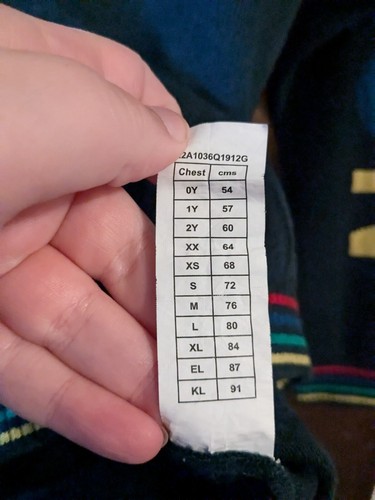 2A1036Q1912G
Chest cms
0Y 54
1Y 57
2Y 60
XX 64
XS 68
S 72
M 76
L 80
XL 84
EL 87
KL 91